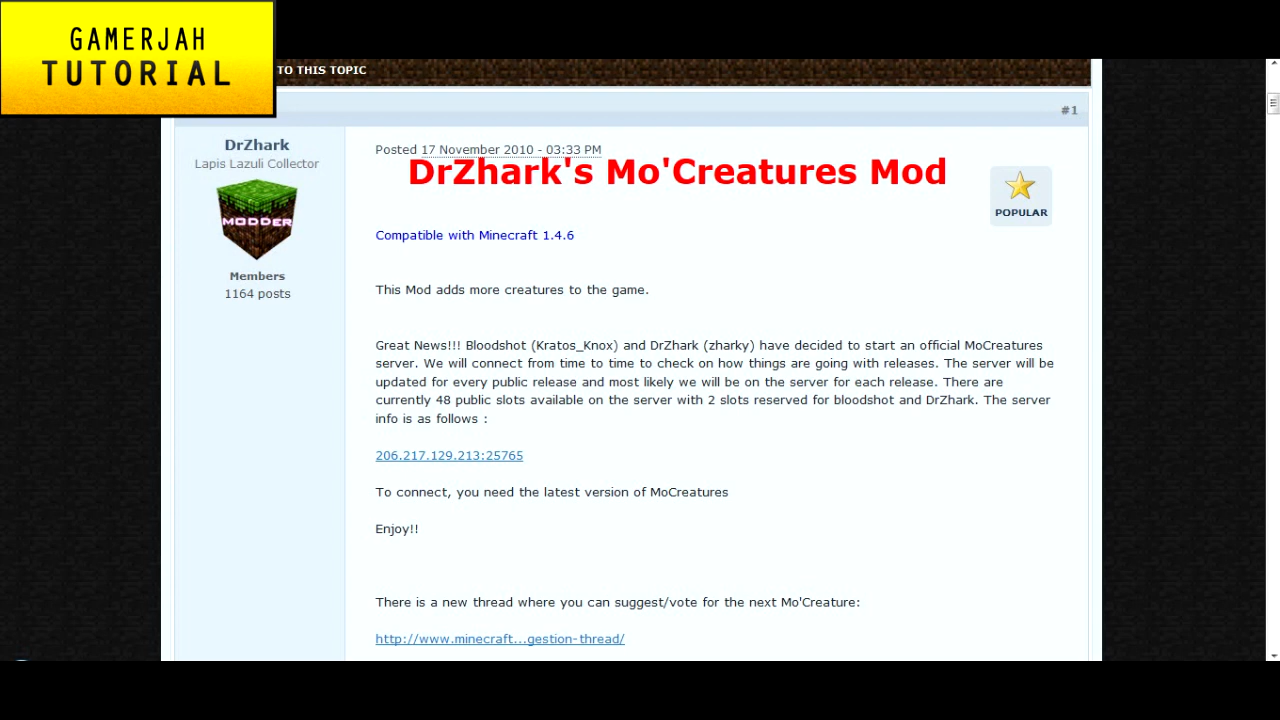 GAMERJAH
TUTORIAL
TO THIS TOPIC
#1
DrZhark
Lapis Lazuli Collector
MODDER
Members
1164 posts
Posted 17 November 2010 - 03:33 PM
DrZhark's Mo'Creatures Mod
POPULAR
Compatible with Minecraft 1.4.6
This Mod adds more creatures to the game.
Great News!!! Bloodshot (Kratos_Knox) and DrZhark (zharky) have decided to start an official MoCreatures
server. We will connect from time to time to check on how things are going with releases. The server will be
updated for every public release and most likely we will be on the server for each release. There are
currently 48 public slots available on the server with 2 slots reserved for bloodshot and DrZhark. The server
info is as follows :
206.217.129.213:25765
To connect, you need the latest version of MoCreatures
Enjoy!!
There is a new thread where you can suggest/vote for the next Mo'Creature:
http://www.minecraft...gestion-thread/